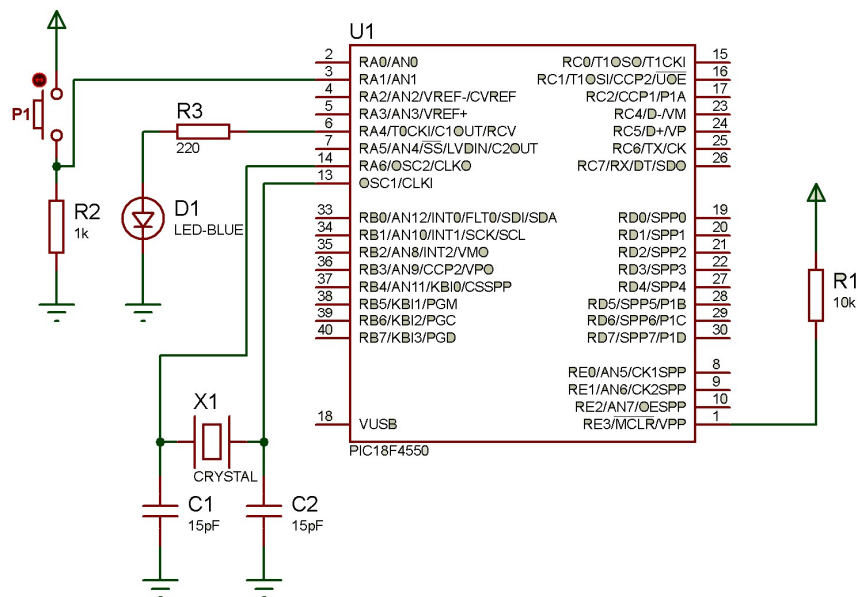 U1
2 RA0/AN0
3 RA1/AN1
4 RA2/AN2/VREF-/CVREF
5 RA3/AN3/VREF+
6 RA4/T0CKI/C1OUT/RCV
7 RA5/AN4/SS/LVDIN/C2OUT
14 RA6/OSC2/CLKO
13 OSC1/CLKI
33 RB0/AN12/INT0/FLT0/SDI/SDA
34 RB1/AN10/INT1/SCK/SCL
35 RB2/AN8/INT2/VMO
36 RB3/AN9/CCP2/VPO
37 RB4/AN11/KBI0/CSSPP
38 RB5/KBI1/PGM
39 RB6/KBI2/PGC
40 RB7/KBI3/PGD
18 VUSB
RC0/T1OSO/T1CKI 15
RC1/T1OSI/CCP2/UOE 16
RC2/CCP1/P1A 17
RC4/D-/VM 23
RC5/D+/VP 24
RC6/TX/CK 25
RC7/RX/DT/SDO 26
RD0/SPP0 19
RD1/SPP1 20
RD2/SPP2 21
RD3/SPP3 22
RD4/SPP4 27
RD5/SPP5/P1B 28
RD6/SPP6/P1C 29
RD7/SPP7/P1D 30
RE0/AN5/CK1SPP 8
RE1/AN6/CK2SPP 9
RE2/AN7/OESPP 10
RE3/MCLR/VPP 1
PIC18F4550
P1
R3
220
R2
1k
D1
LED-BLUE
R1
10k
X1
CRYSTAL
C1
15pF
C2
15pF